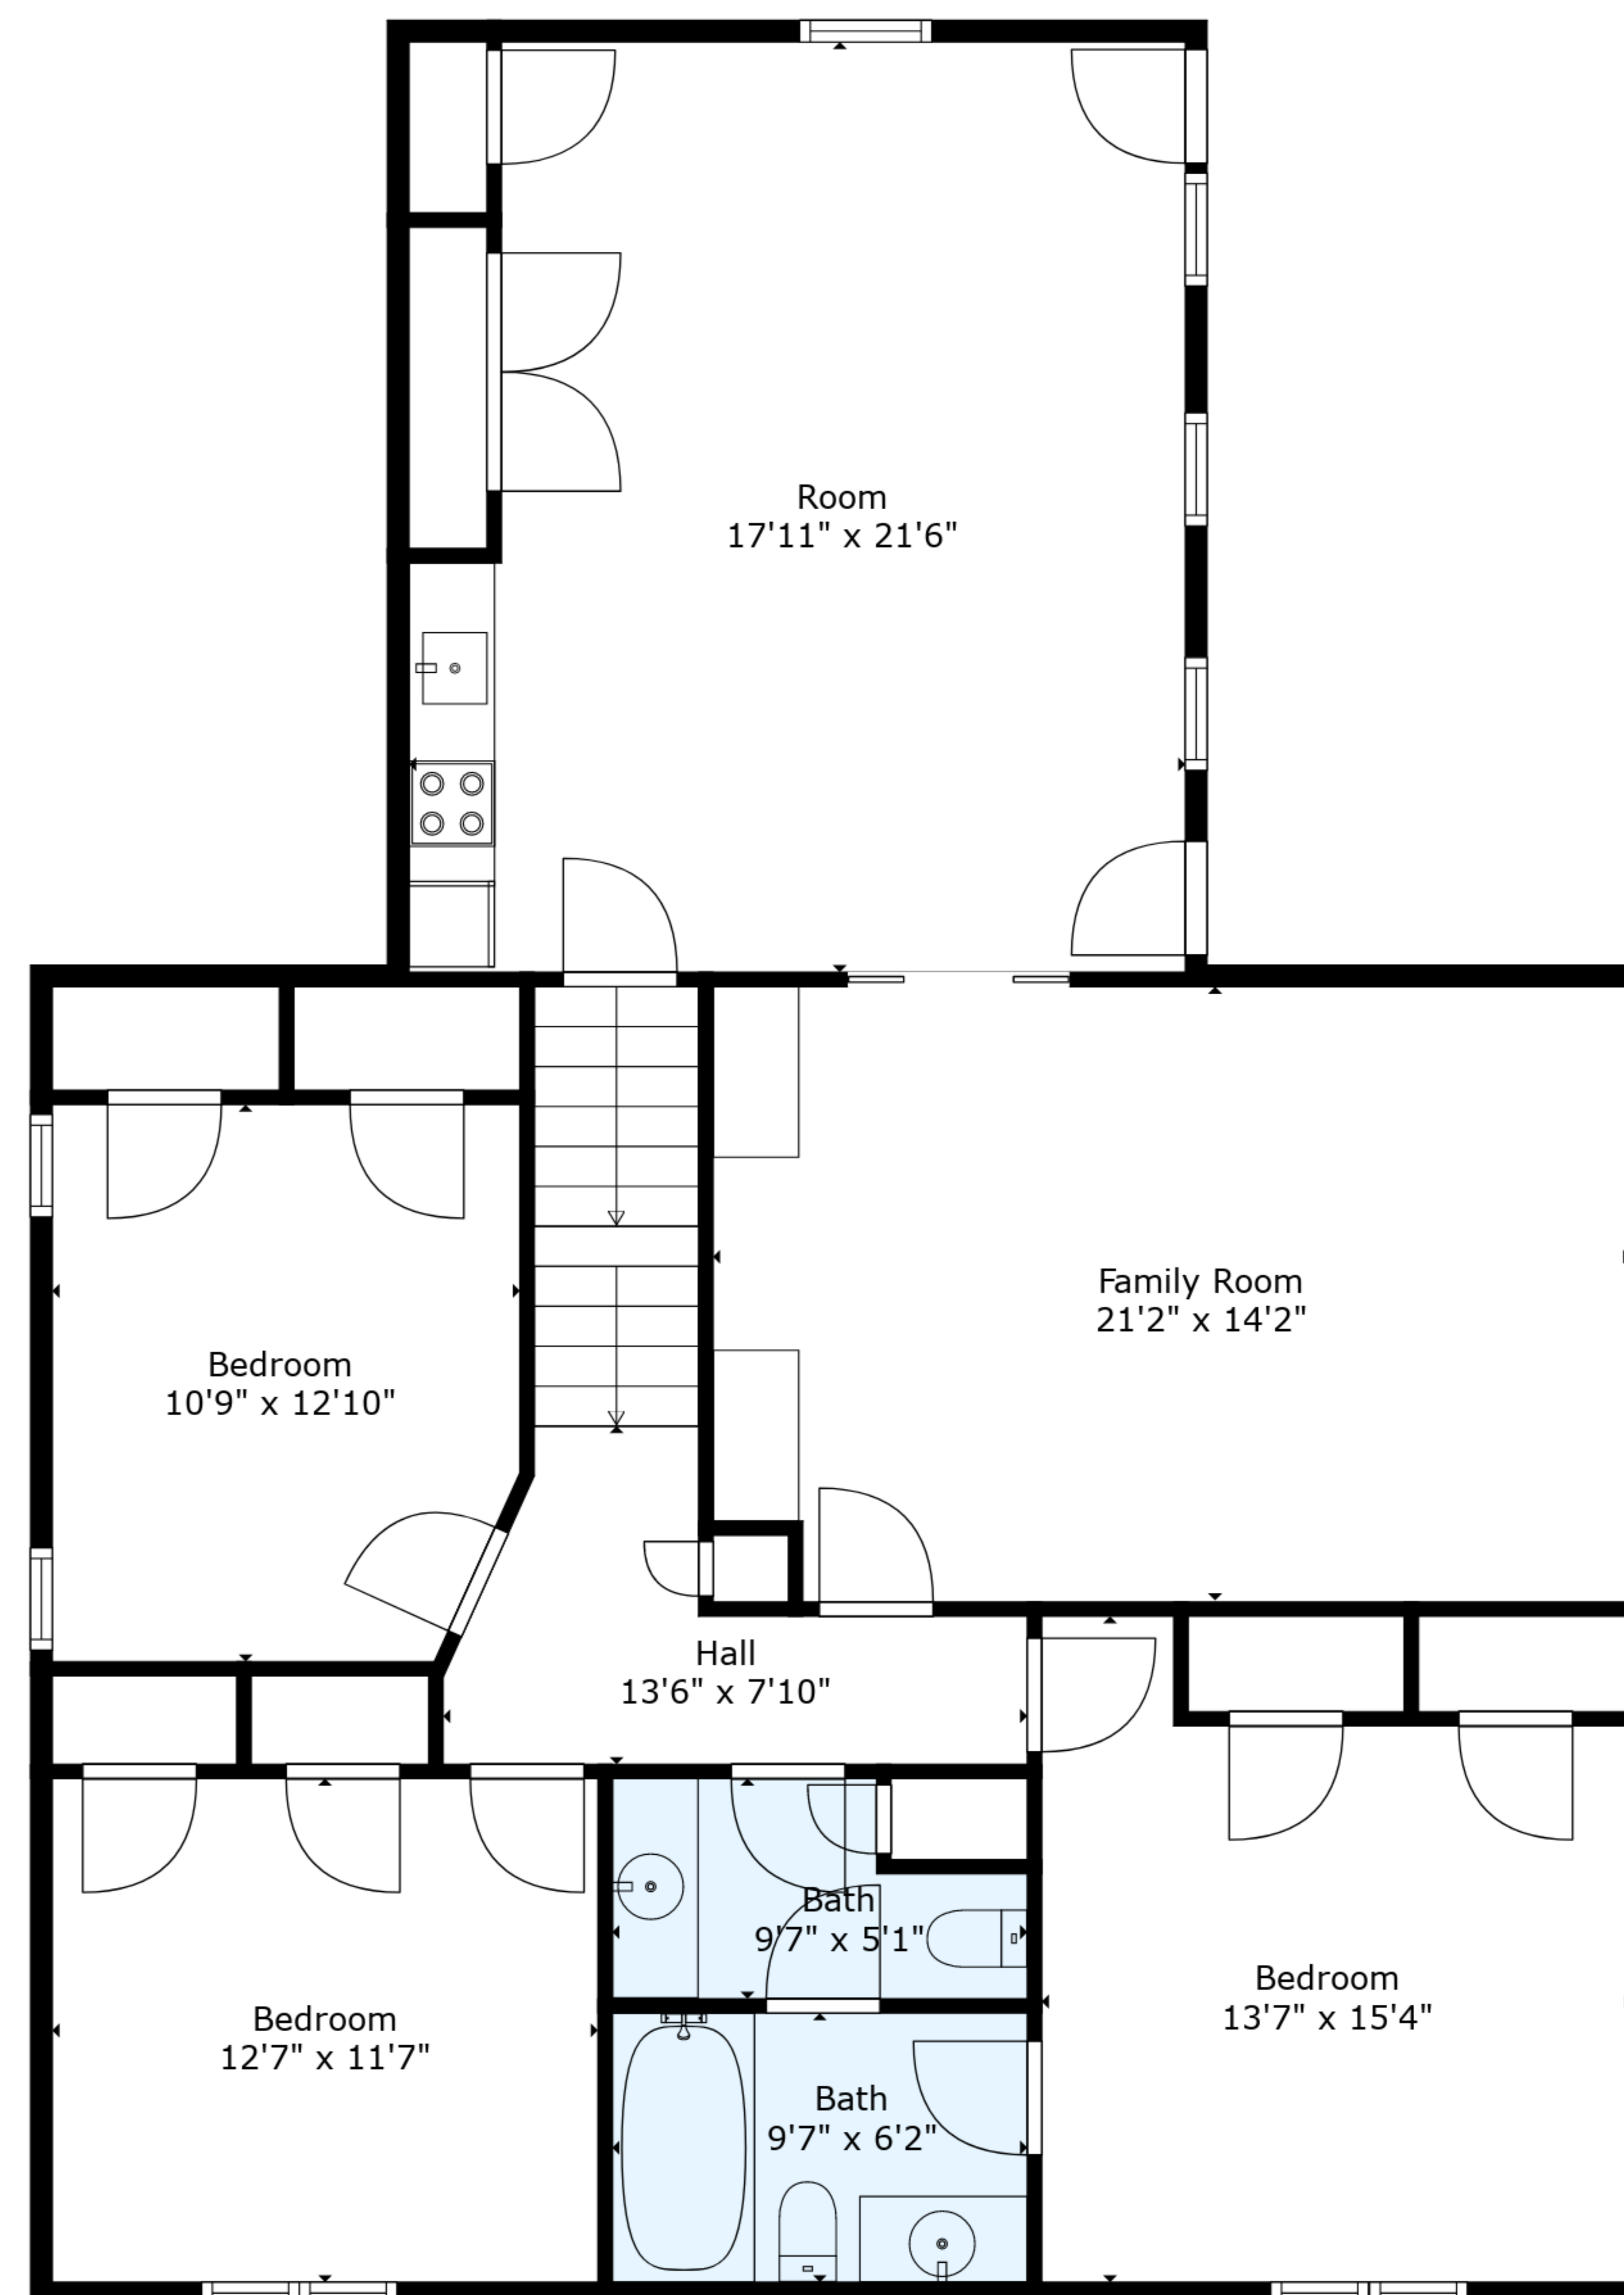 Room
17'11" x 21'6"
Family Room
21'2" x 14'2"
Bedroom
10'9" x 12'10"
Hall
13'6" x 7'10"
Bath
9'7" x 5'1"
Bedroom
13'7" x 15'4"
Bedroom
12'7" x 11'7"
Bath
9'7" x 6'2"